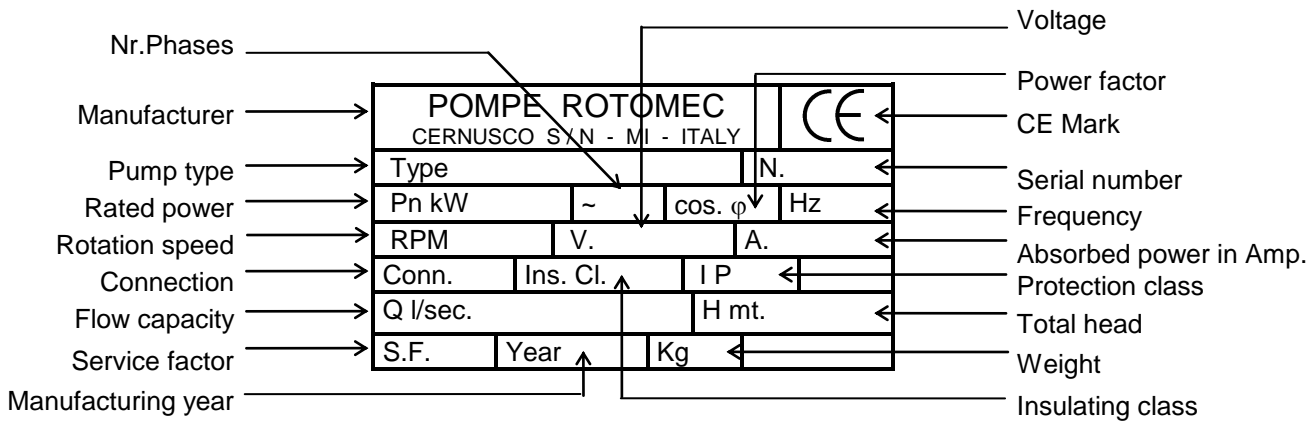 Nr.Phases
Voltage
Power factor
Manufacturer
POMPE ROTOMEC
CE
CE Mark
CERNUSCO S/N - MI - ITALY
Pump type
Type
N.
Serial number
Rated power
Pn kW
~
cos. φ
Hz
Frequency
Rotation speed
RPM
V.
A.
Absorbed power in Amp.
Connection
Conn.
Ins. Cl.
I P
Protection class
Flow capacity
Q l/sec.
H mt.
Total head
Service factor
S.F.
Year
Kg
Weight
Manufacturing year
Insulating class